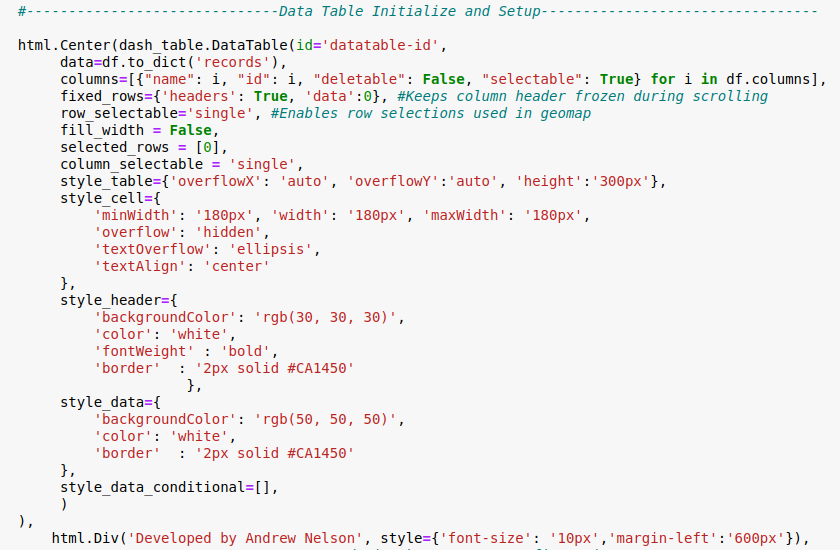 #------------------------------Data Table Initialize and Setup---------------------------------
html.Center(dash_table.DataTable(id='datatable-id',
data=df.to_dict('records'),
columns=[{"name": i, "id": i, "deletable": False, "selectable": True} for i in df.columns],
fixed_rows={'headers': True, 'data':0}, #Keeps column header frozen during scrolling
row_selectable='single', #Enables row selections used in geomap
fill_width = False,
selected_rows = [0],
column_selectable = 'single',
style_table={'overflowX': 'auto', 'overflowY':'auto', 'height':'300px'},
style_cell={
'minWidth': '180px', 'width': '180px', 'maxWidth': '180px',
'overflow': 'hidden',
'textOverflow': 'ellipsis',
'textAlign': 'center'
},
style_header={
'backgroundColor': 'rgb(30, 30, 30)',
'color': 'white',
'fontWeight' : 'bold',
'border'  : '2px solid #CA1450'
},
style_data={
'backgroundColor': 'rgb(50, 50, 50)',
'color': 'white',
'border'  : '2px solid #CA1450'
},
style_data_conditional=[],
)
),
html.Div('Developed by Andrew Nelson', style={'font-size': '10px','margin-left':'600px'}),